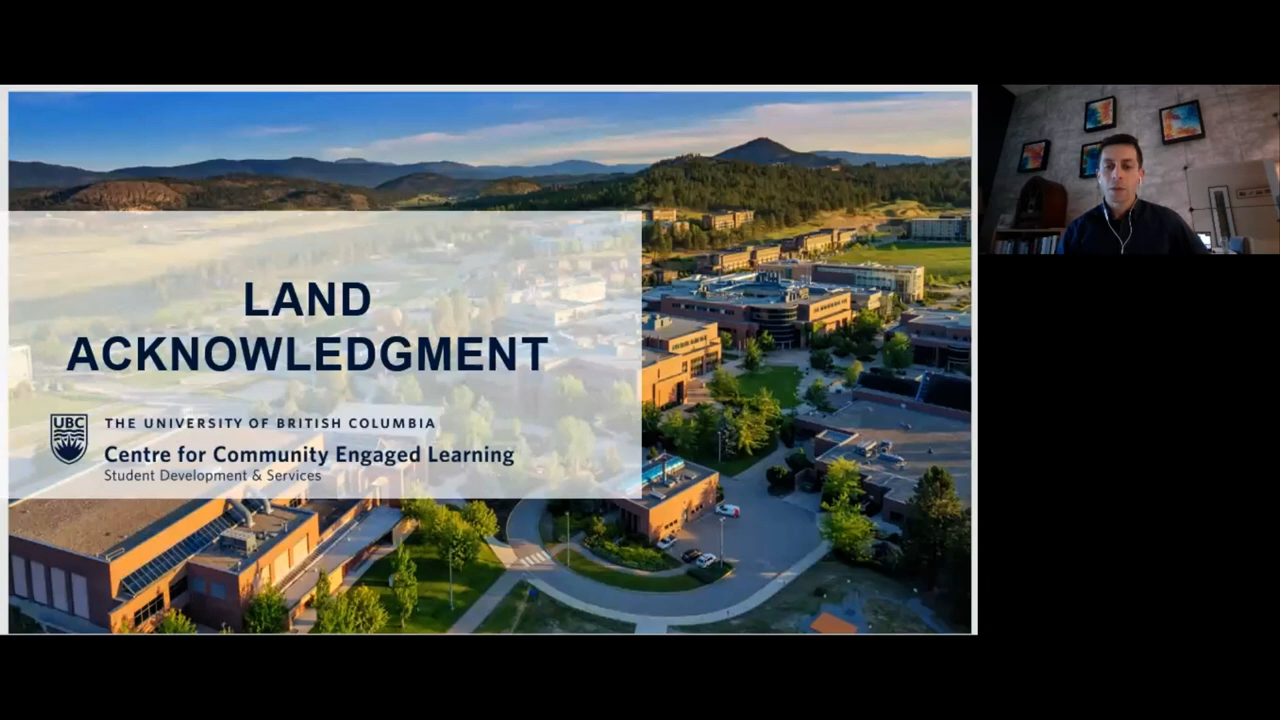 LAND
ACKNOWLEDGMENT
UBC
THE UNIVERSITY OF BRITISH COLUMBIA
Centre for Community Engaged Learning
Student Development & Services